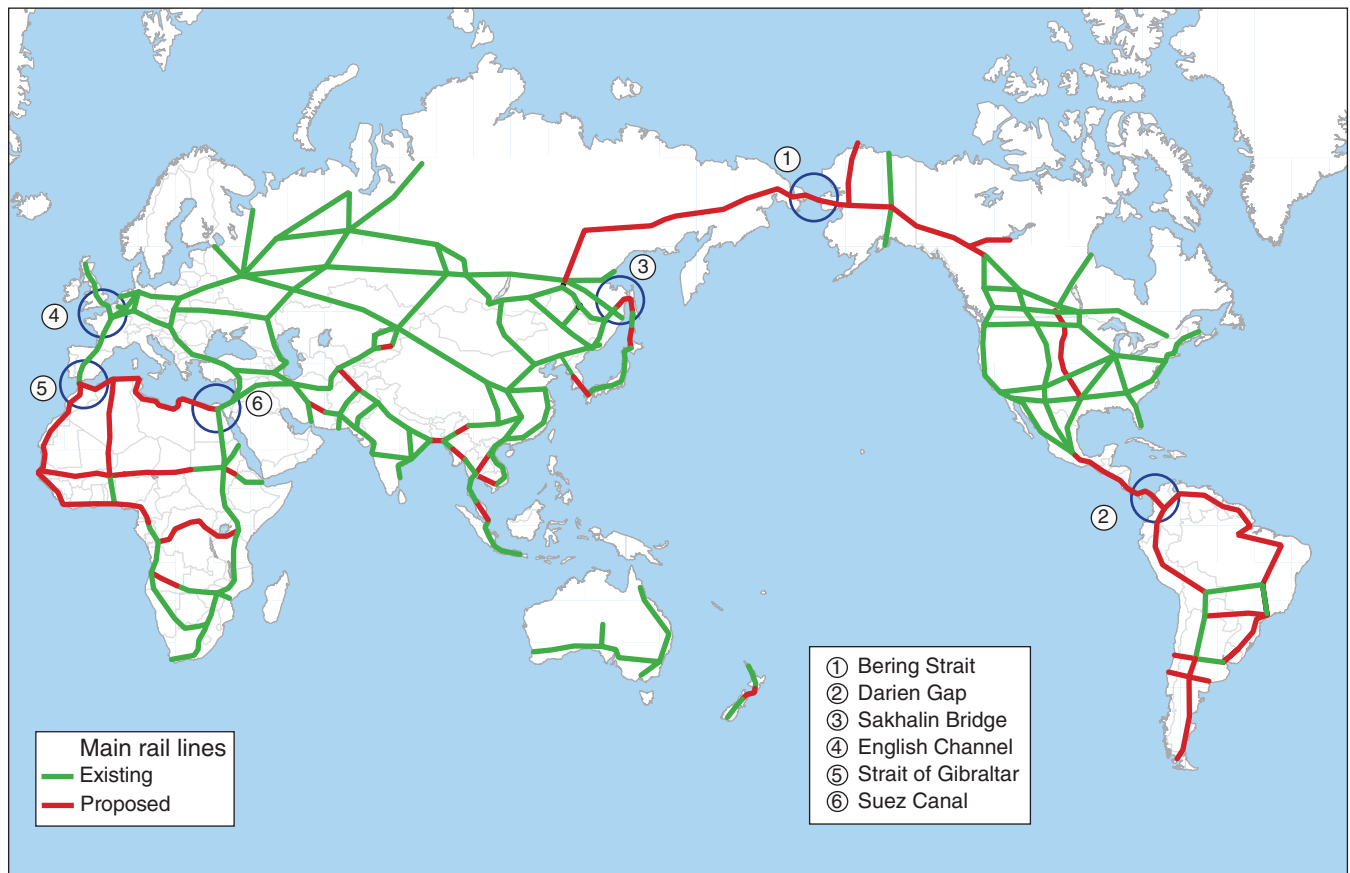 1
3
4
5
6
2
① Bering Strait
② Darien Gap
③ Sakhalin Bridge
④ English Channel
⑤ Strait of Gibraltar
⑥ Suez Canal
Main rail lines
Existing
Proposed